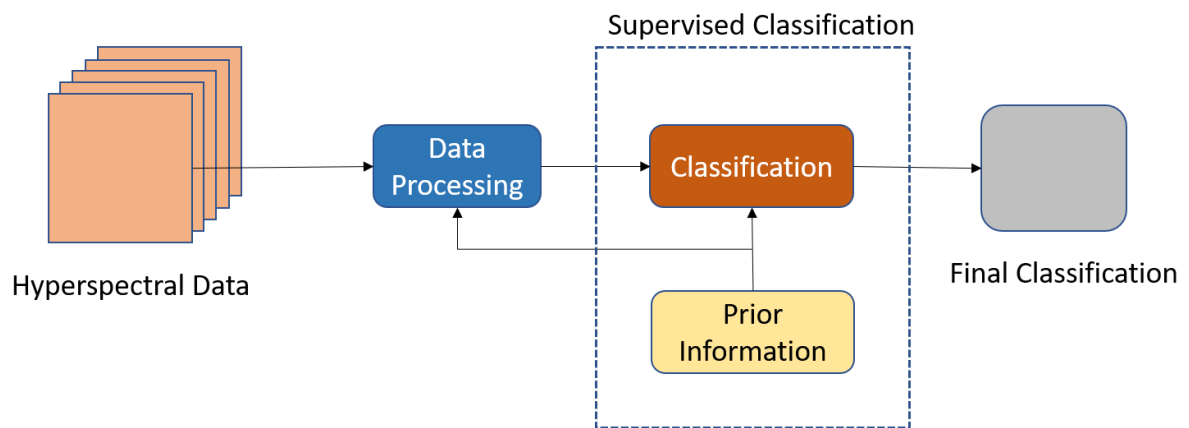 Supervised Classification
Data
Processing
Classification
Hyperspectral Data
Final Classification
Prior
Information